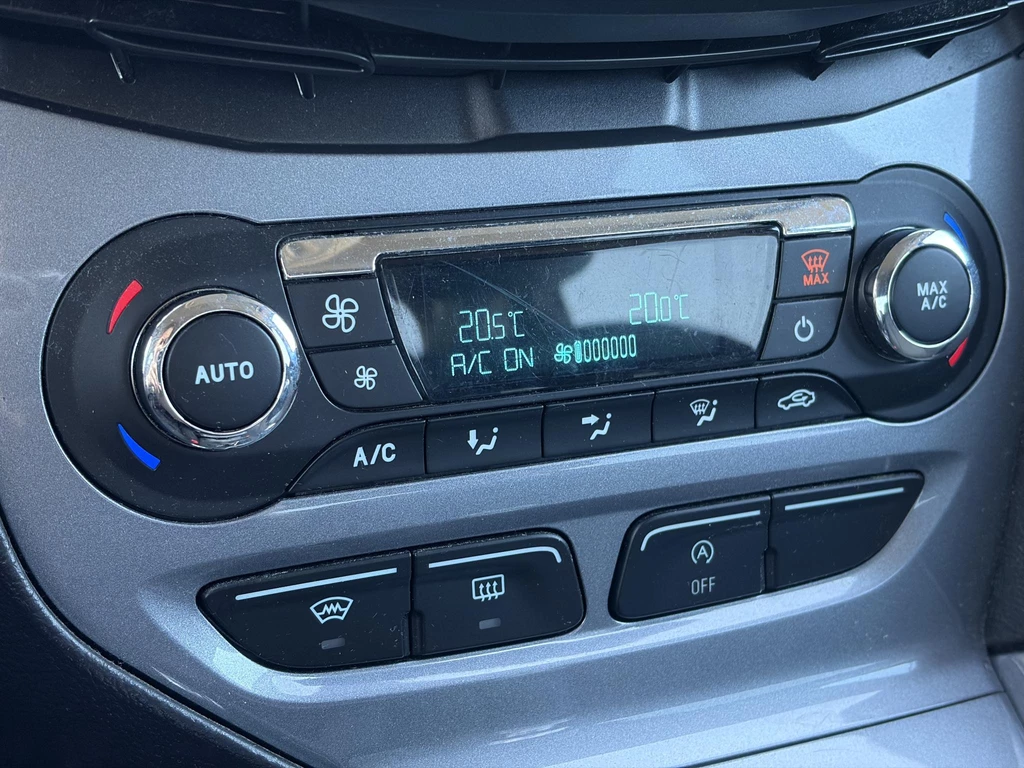 MAX
20.5°C 20.0°C
A/C ON
AUTO
MAX
A/C
A/C
A
OFF